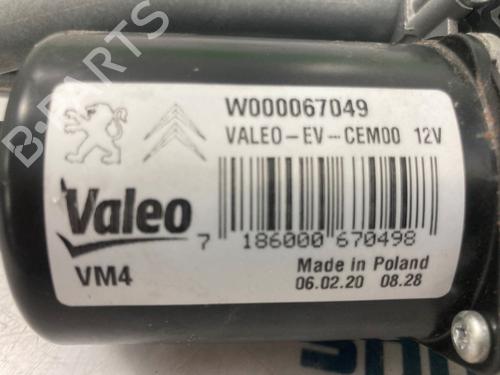 W000067049
VALEO-EV-CEM00 12V
Valeo
7 186000 670498
VM4
Made in Poland
06.02.20 08.28
B-PARTS